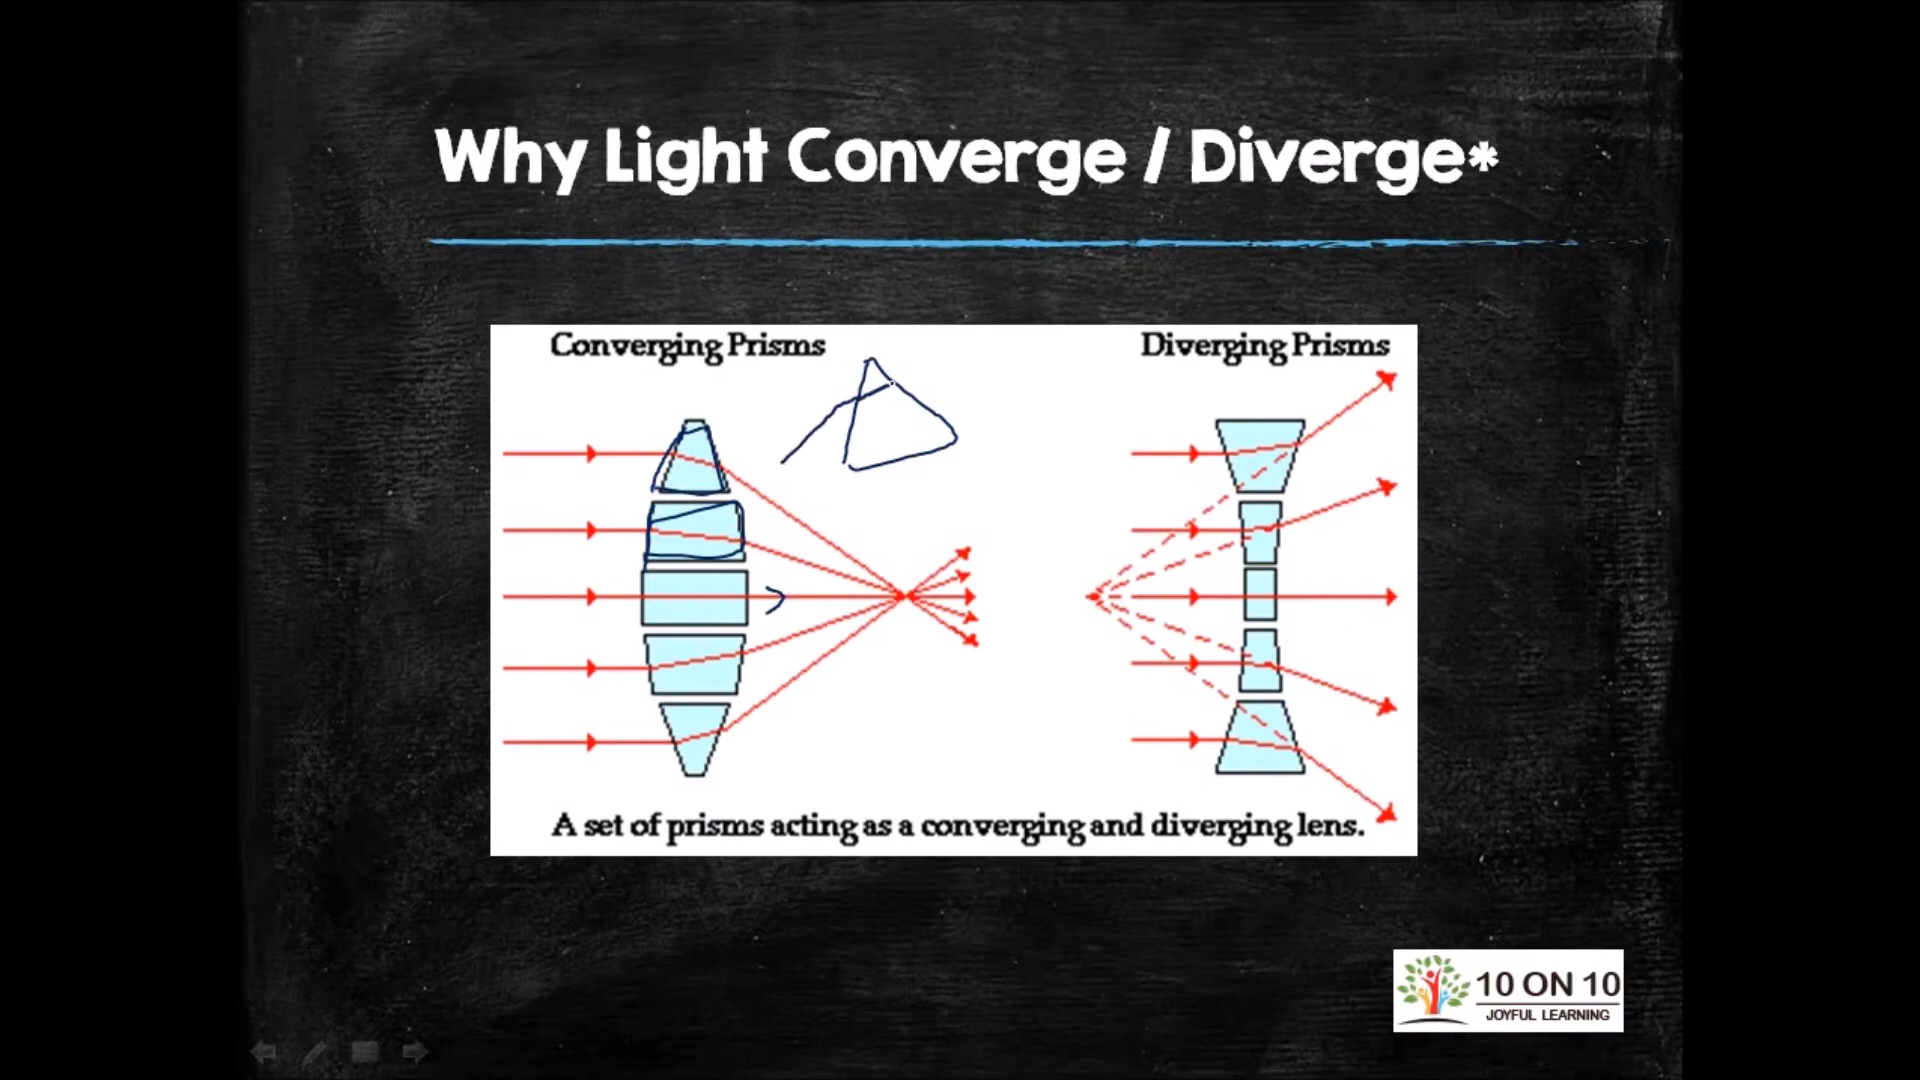 Why Light Converge / Diverge*
Converging Prisms
Diverging Prisms
A set of prisms acting as a converging and diverging lens.
10 ON 10
JOYFUL LEARNING